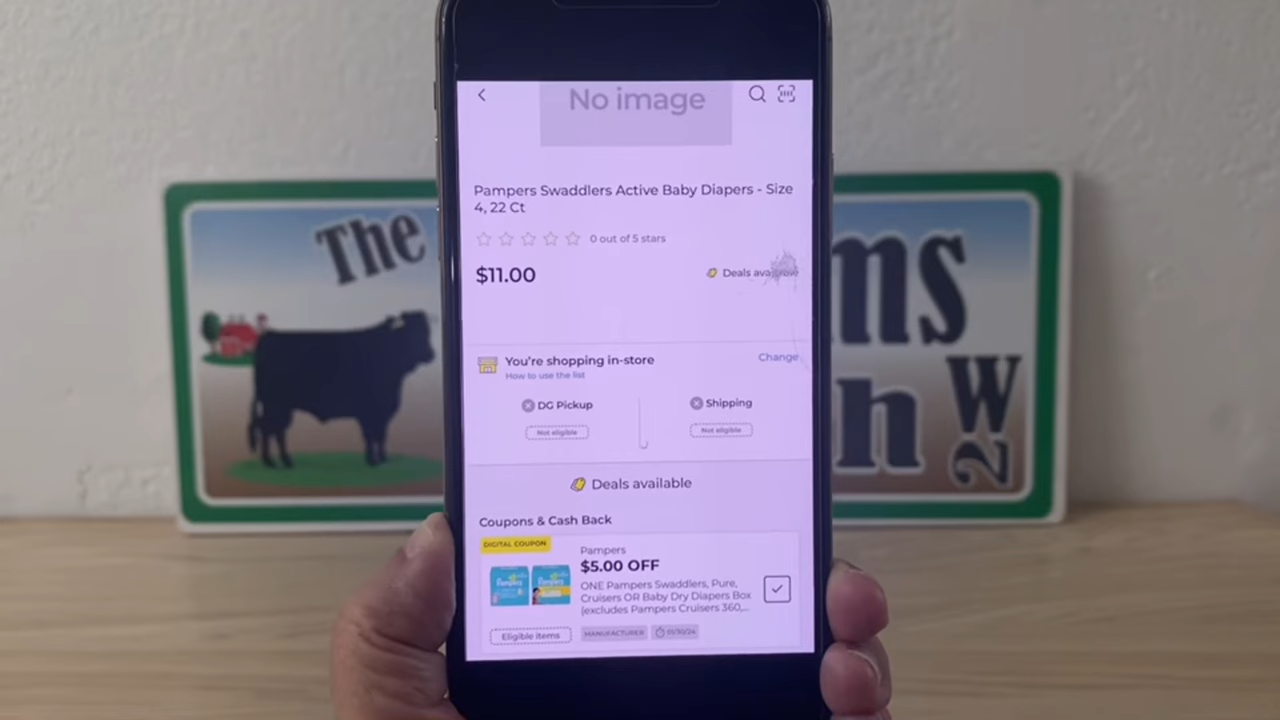 No image
Pampers Swaddlers Active Baby Diapers - Size
4, 22 Ct
0 out of 5 stars
$11.00
Deals available
You're shopping in-store
Change
How to use the list
DG Pickup
Shipping
Not eligible
Not eligible
Deals available
Coupons & Cash Back
DIGITAL COUPON
Pampers
$5.00 OFF
ONE Pampers Swaddlers, Pure,
Cruisers OR Baby Dry Diapers Box
(excludes Pampers Cruisers 360,...
Eligible items
MANUFACTURER
The
ms
W
h
2